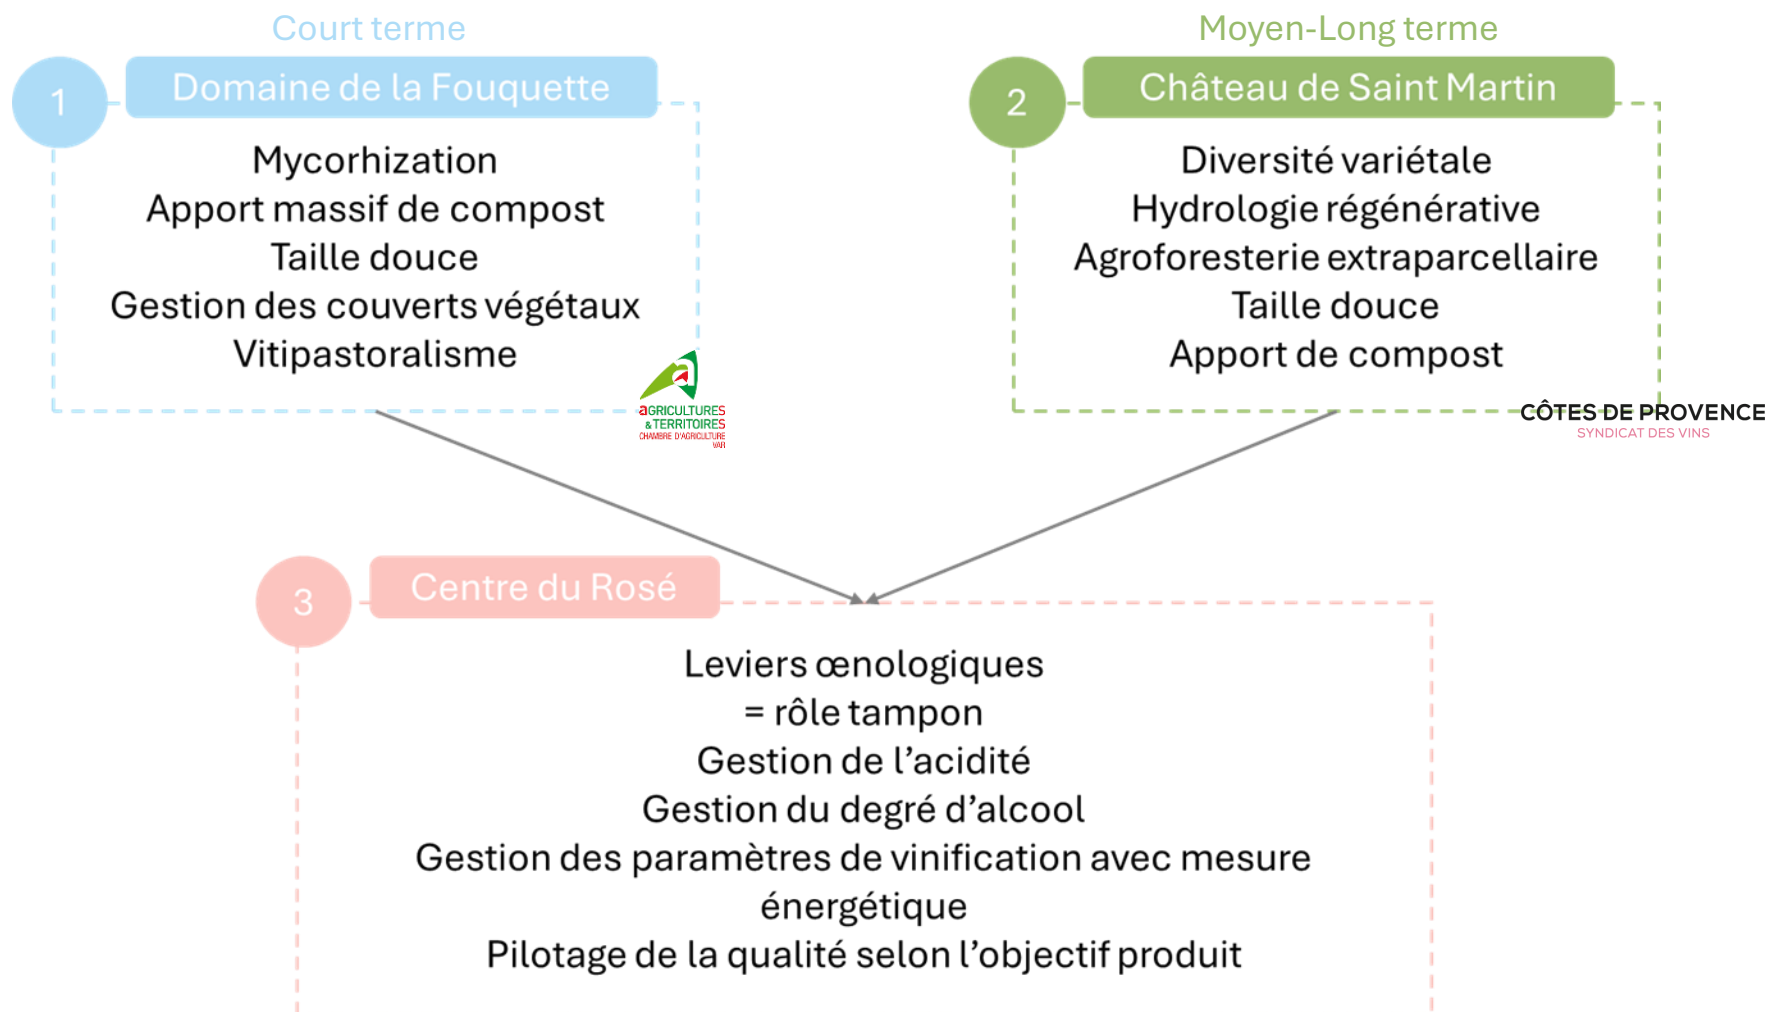 Court terme
1
Domaine de la Fouquette
Mycorhization
Apport massif de compost
Taille douce
Gestion des couverts végétaux
Vitipastoralisme
a
AGRICULTURES
& TERRITOIRES
CHAMBRE D'AGRICULTURE
VAR
Moyen-Long terme
2
Château de Saint Martin
Diversité variétale
Hydrologie régénérative
Agroforesterie extraparcellaire
Taille douce
Apport de compost
CÔTES DE PROVENCE
SYNDICAT DES VINS
3
Centre du Rosé
Leviers œnologiques
= rôle tampon
Gestion de l’acidité
Gestion du degré d’alcool
Gestion des paramètres de vinification avec mesure
énergétique
Pilotage de la qualité selon l’objectif produit